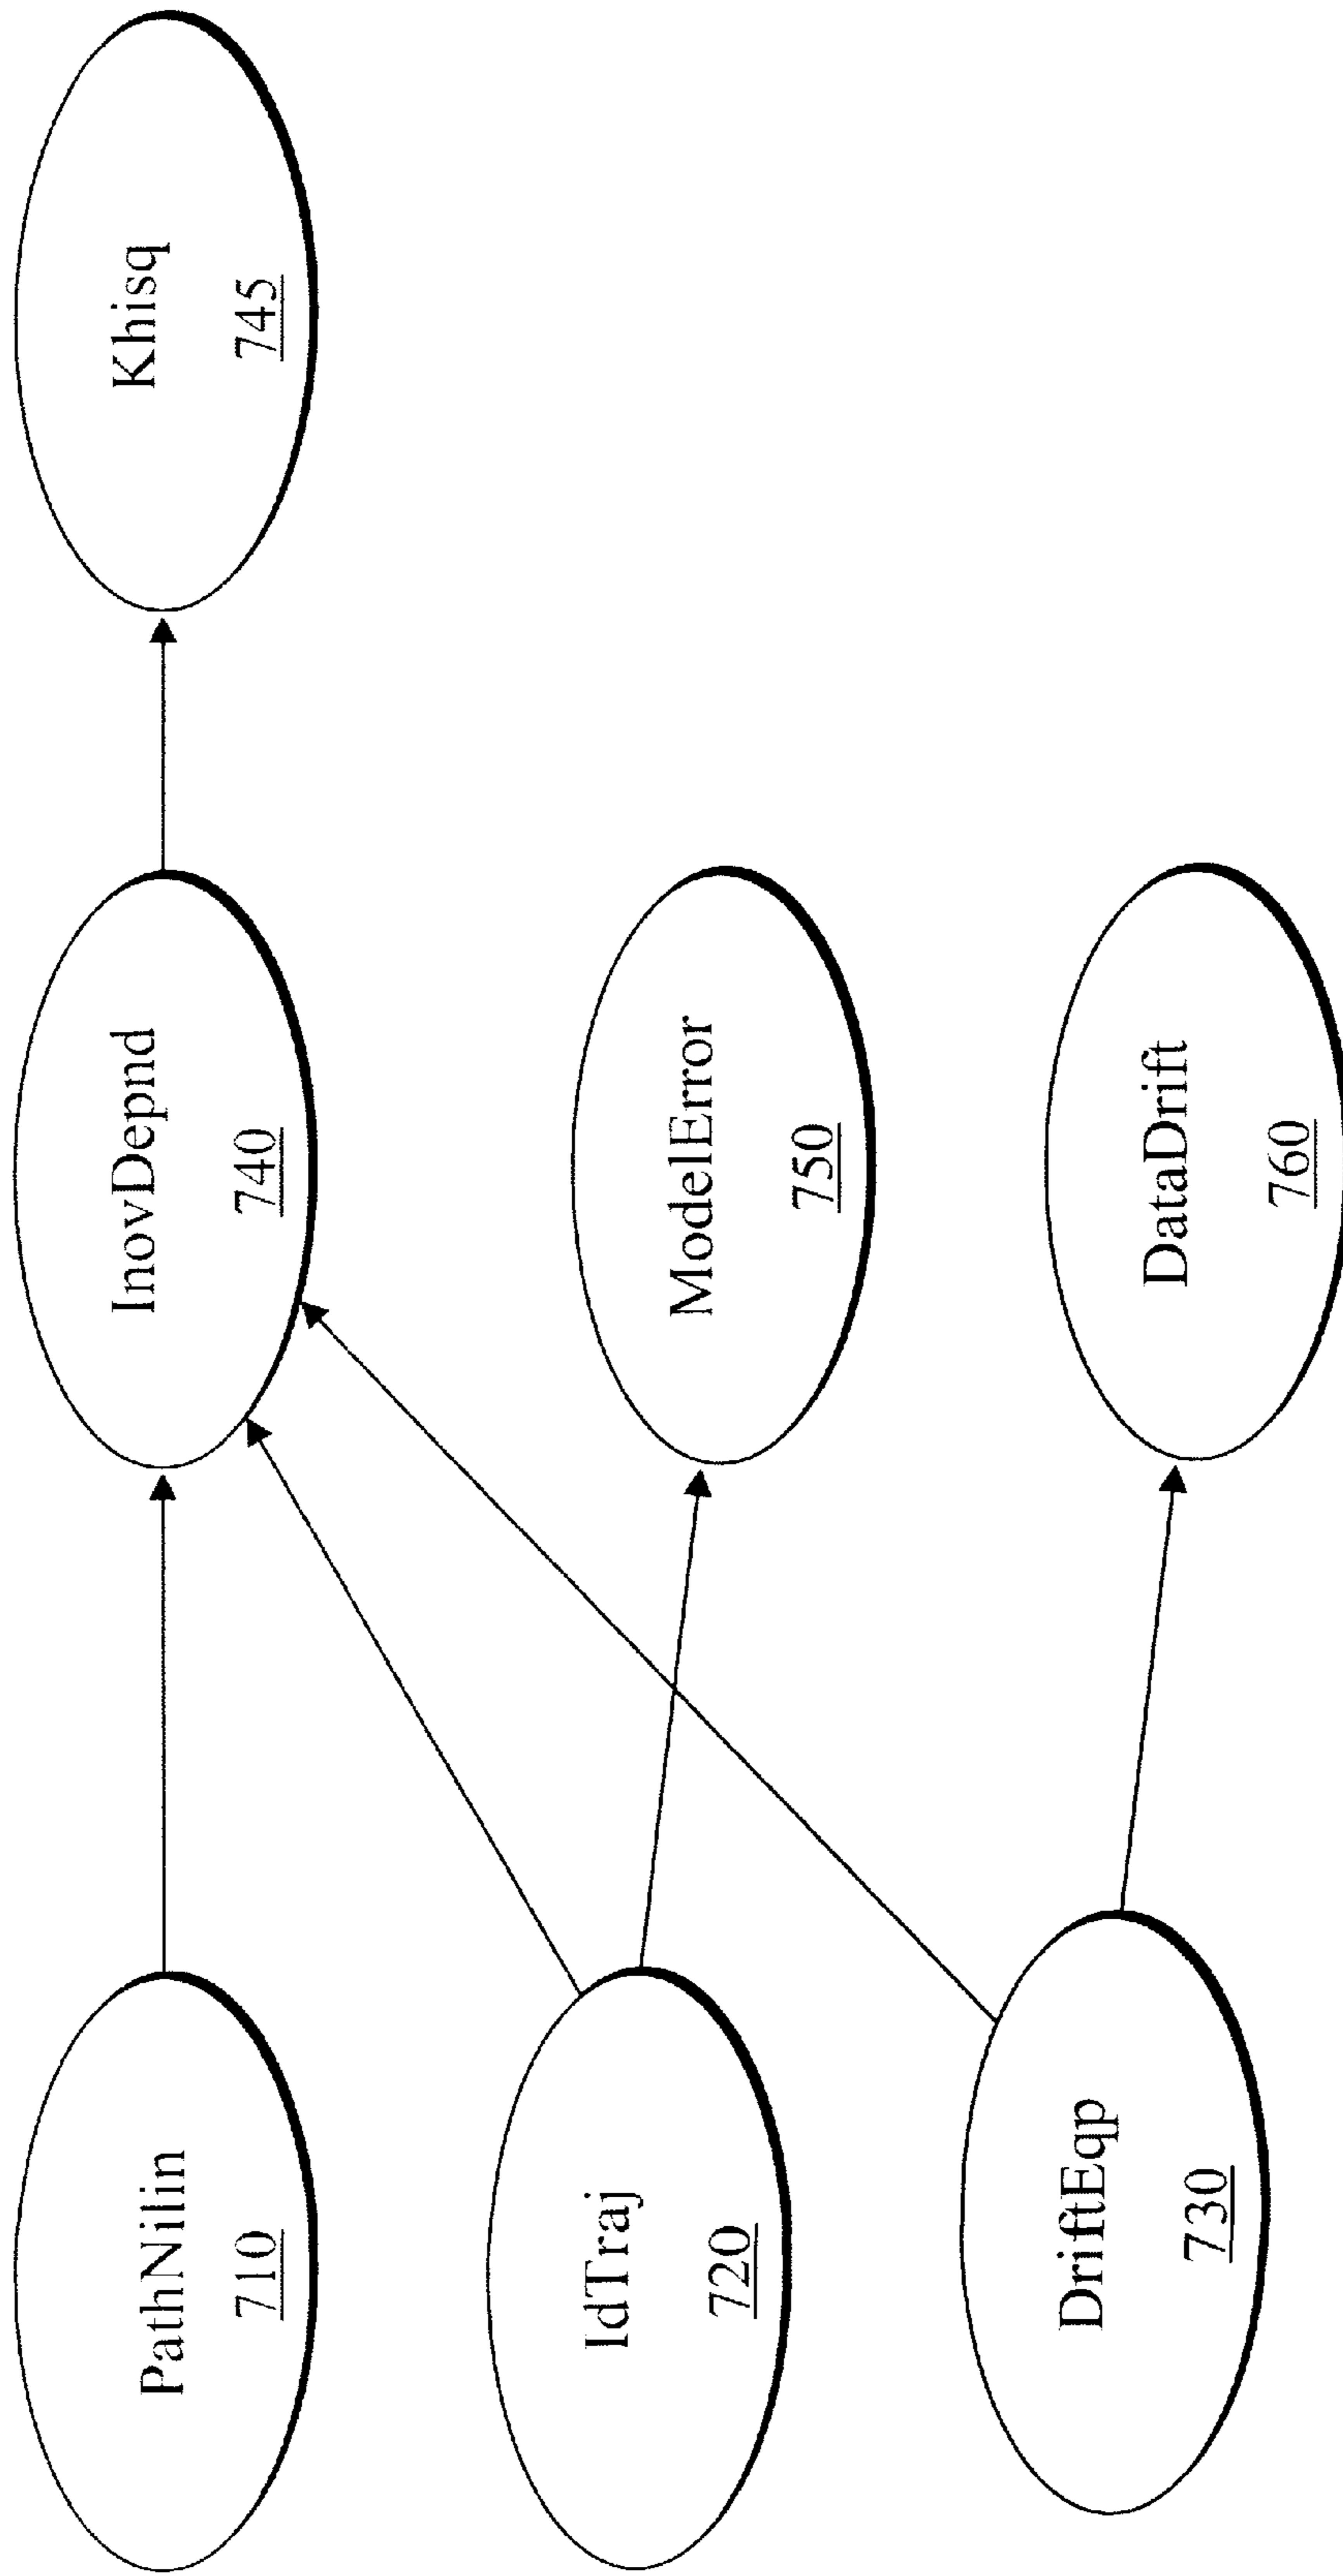 PathNilin
710
InovDepnd
740
Khisq
745
IdTraj
720
ModelError
750
DriftEqp
730
DataDrift
760